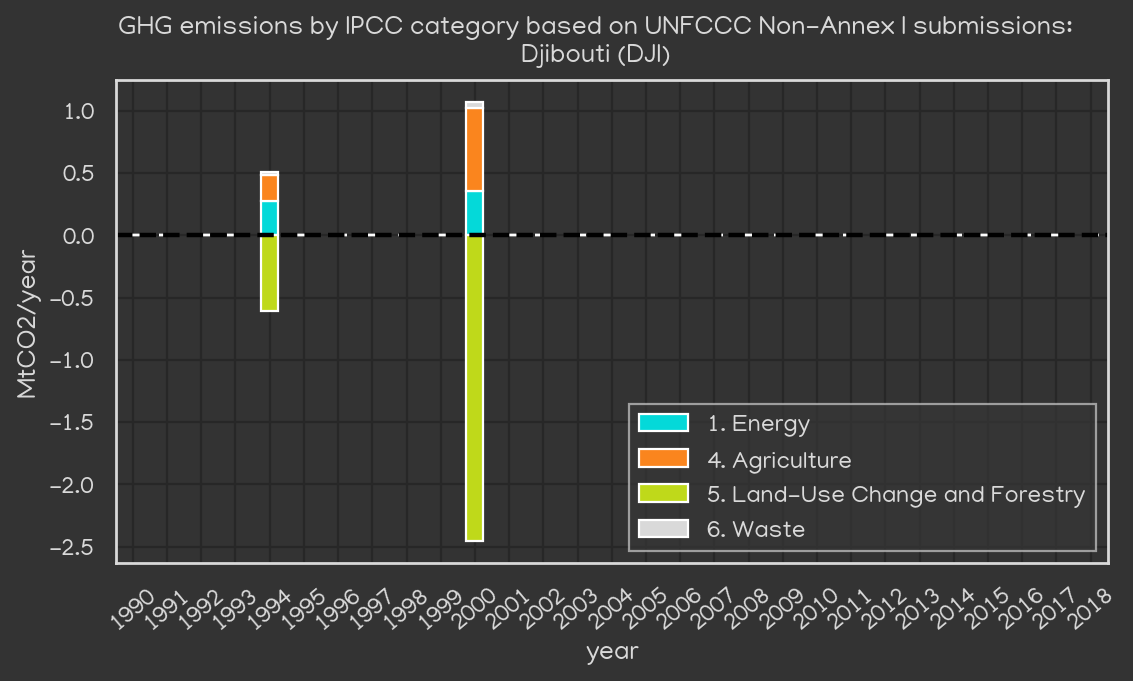 GHG emissions by IPCC category based on UNFCCC Non-Annex I submissions:
Djibouti (DJI)
MtCO2/year
1.0
0.5
0.0
-0.5
-1.0
-1.5
-2.0
-2.5
1. Energy
4. Agriculture
5. Land-Use Change and Forestry
6. Waste
1990 1991 1992 1993 1994 1995 1996 1997 1998 1999 2000 2001 2002 2003 2004 2005 2006 2007 2008 2009 2010 2011 2012 2013 2014 2015 2016 2017 2018
year